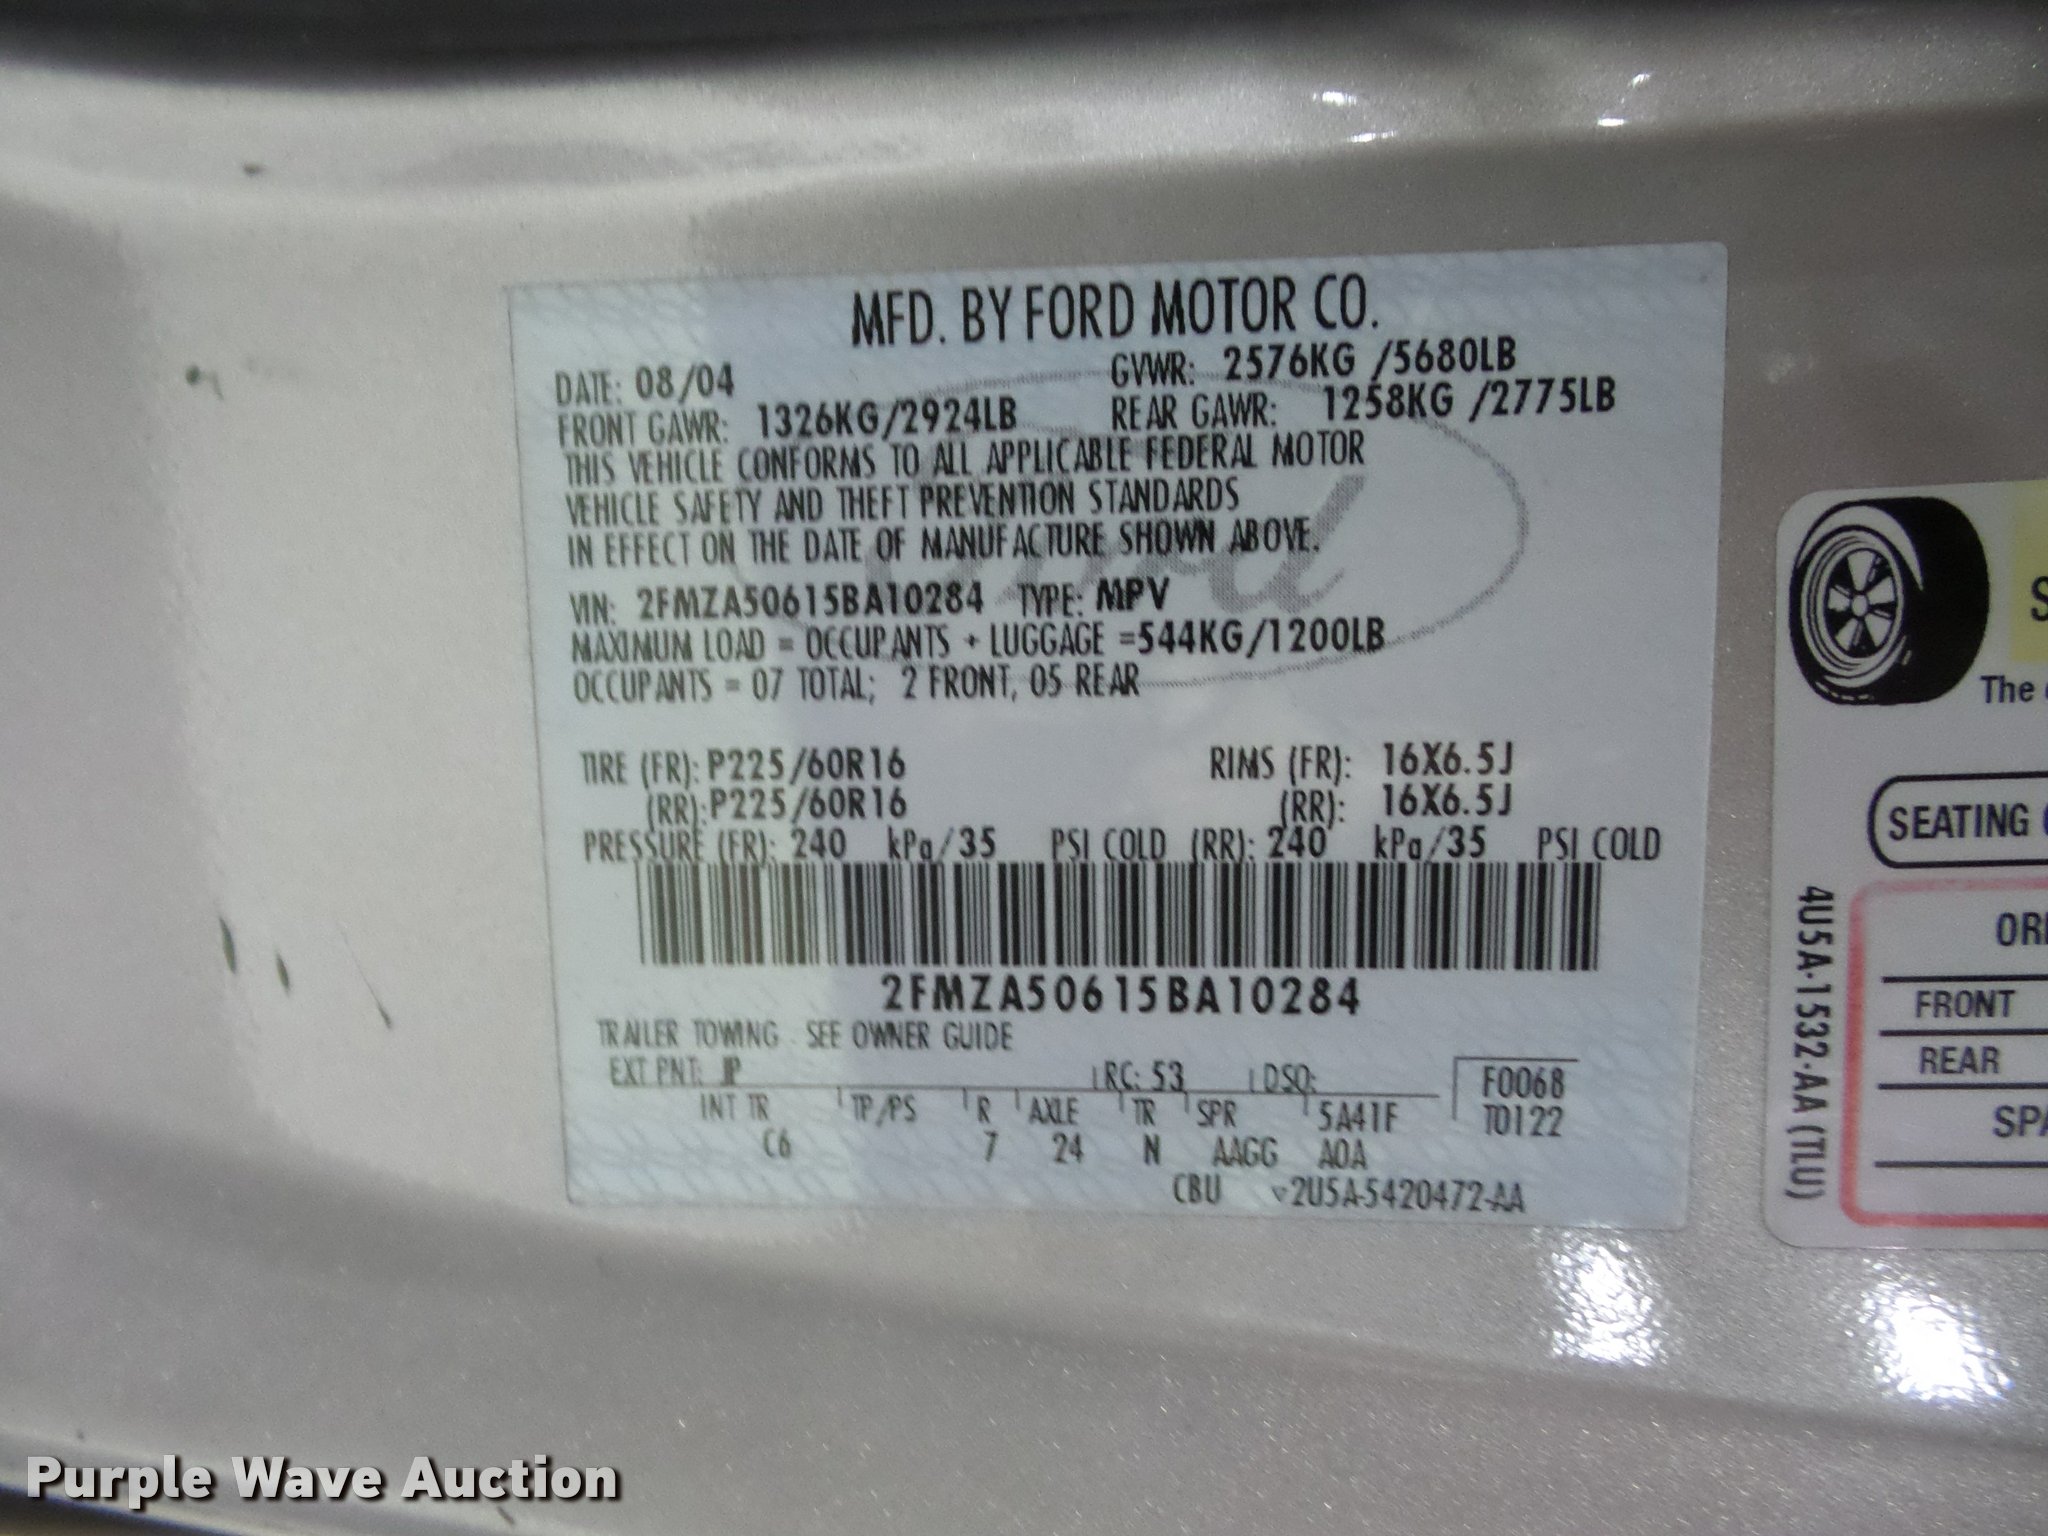 MFD. BY FORD MOTOR CO.
DATE: 08/04 GVWR: 2576KG /5680LB
FRONT GAWR: 1326KG/2924LB REAR GAWR: 1258KG /2775LB
THIS VEHICLE CONFORMS TO ALL APPLICABLE FEDERAL MOTOR
VEHICLE SAFETY AND THEFT PREVENTION STANDARDS
IN EFFECT ON THE DATE OF MANUFACTURE SHOWN ABOVE.
VIN: 2FMZA50615BA10284 TYPE: MPV
MAXIMUM LOAD = OCCUPANTS + LUGGAGE =544KG/1200LB
OCCUPANTS = 07 TOTAL; 2 FRONT, 05 REAR
TIRE (FR): P225/60R16 RIMS (FR): 16X6.5J
(RR): P225/60R16 (RR): 16X6.5J
PRESSURE (FR): 240 kPa/35 PSI COLD (RR): 240 kPa/35 PSI COLD
2FMZA50615BA10284
TRAILER TOWING - SEE OWNER GUIDE
EXT PNT: JP RC: 53 DSO: F0068
INT TR TP/PS R AXLE TR SPR 5A41F T0122
C6 7 24 N AAGG A0A
CBU ▿2U5A-5420472-AA
Ford
The
SEATING
4U5A-1532-AA (TLU)
FRONT
REAR
Purple Wave Auction